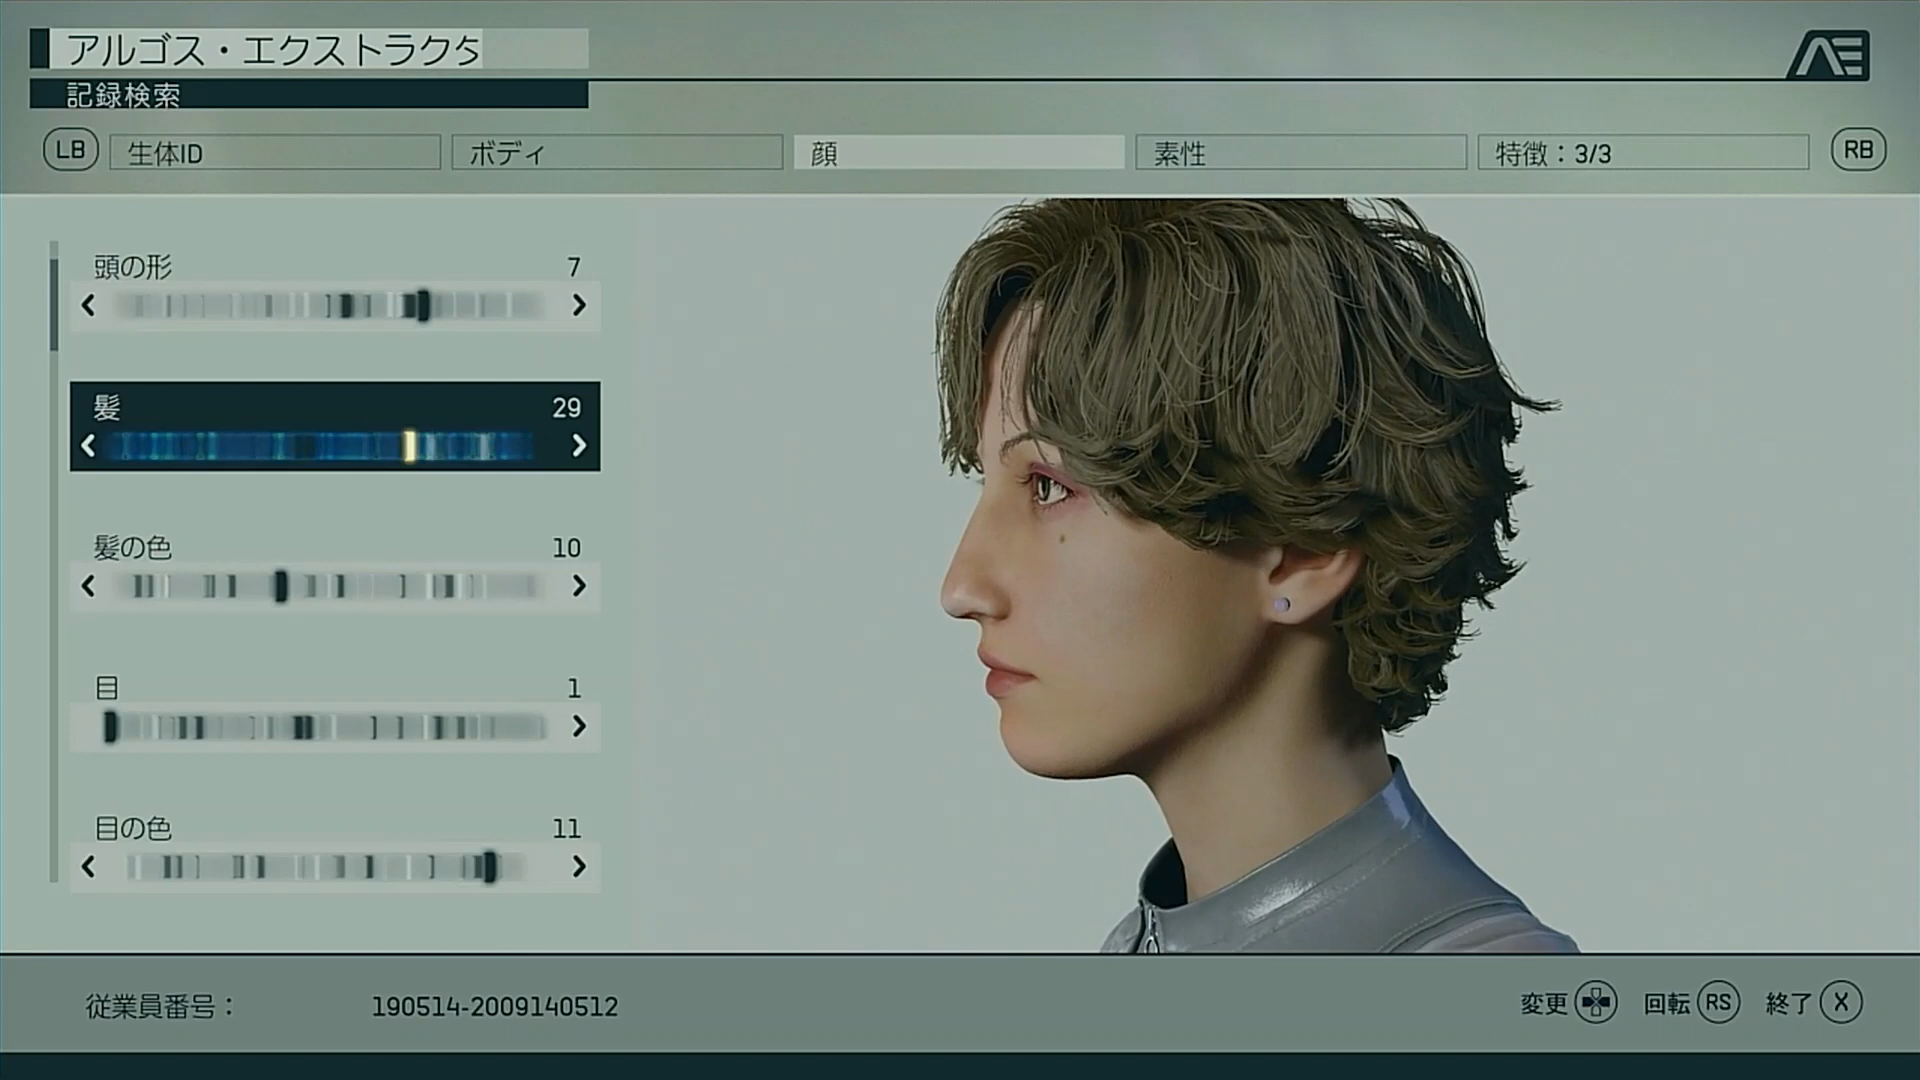 アルゴス・エクストラクタ
記録検索
LB 生体ID ボディ 顔 素性 特徴：3/3 RB
頭の形 7
髪 29
髪の色 10
目 1
目の色 11
従業員番号： 190514-2009140512 変更 回転 RS 終了 X
AE